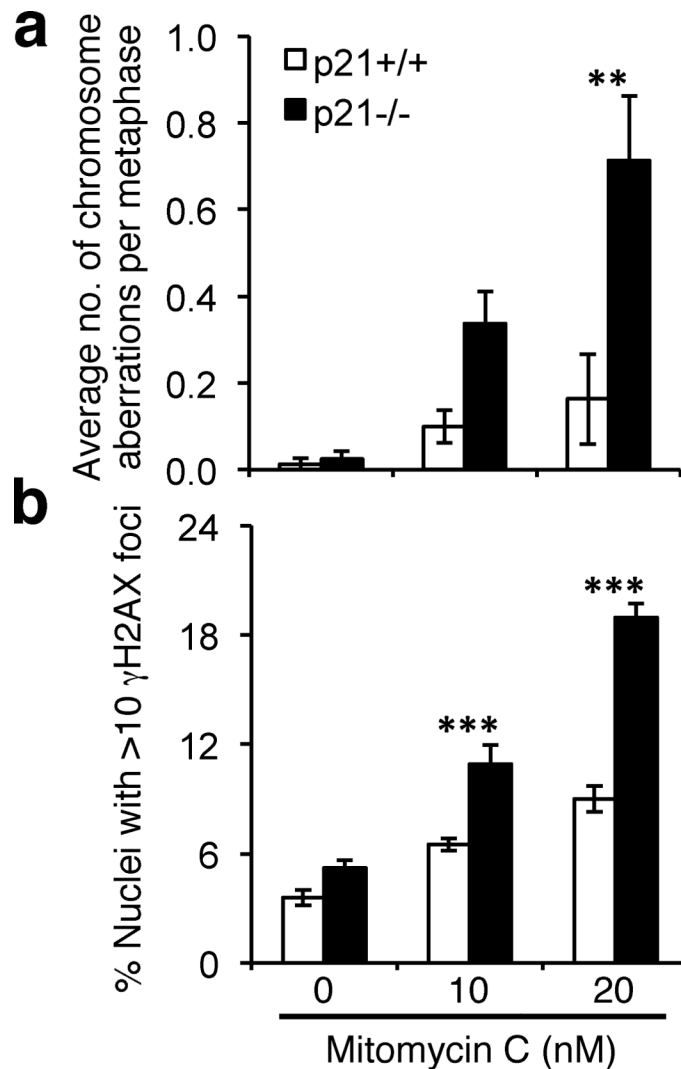 a
Average no. of chromosome
aberrations per metaphase
1.0
0.8
0.6
0.4
0.2
0.0
p21+/+
p21-/-
**
b
% Nuclei with >10 γH2AX foci
24
18
12
6
0
***
***
0 10 20
Mitomycin C (nM)